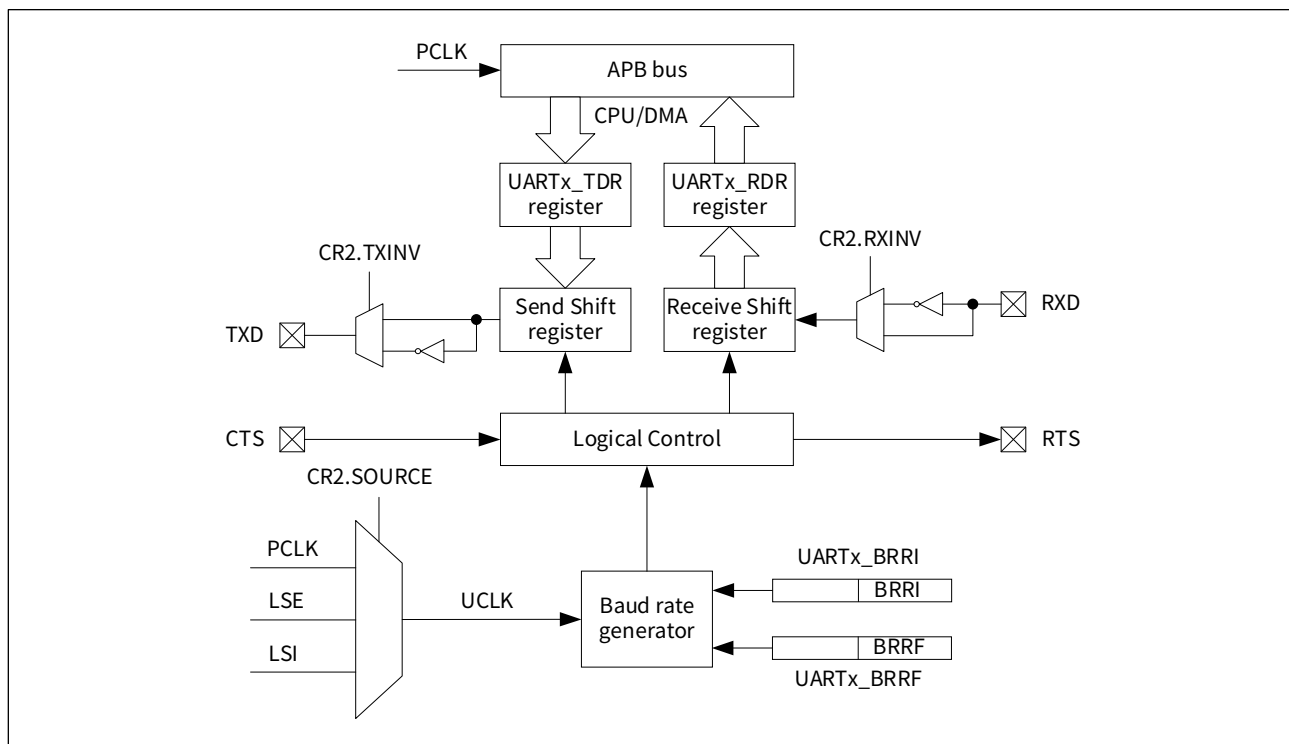 PCLK
APB bus
CPU/DMA
UARTx_TDR
register
UARTx_RDR
register
CR2.TXINV
CR2.RXINV
TXD
Send Shift
register
Receive Shift
register
RXD
CTS
Logical Control
RTS
CR2.SOURCE
PCLK
LSE
LSI
UCLK
Baud rate
generator
UARTx_BRRI
BRRI
BRRF
UARTx_BRRF